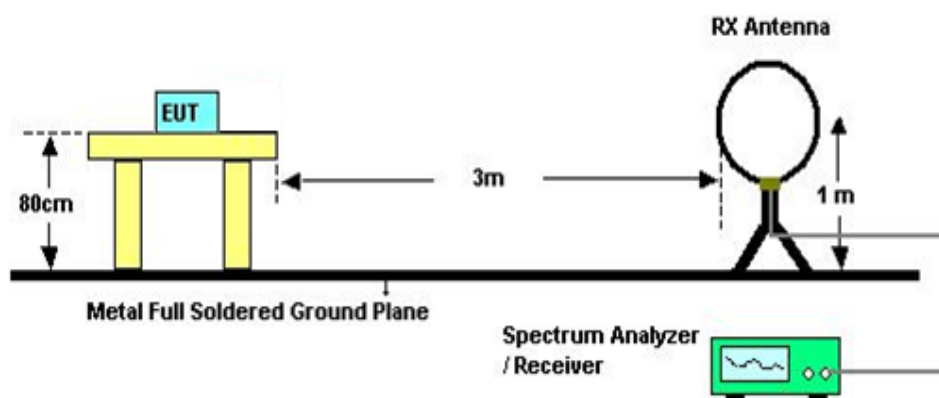 RX Antenna
EUT
80cm
3m
1 m
Metal Full Soldered Ground Plane
Spectrum Analyzer
/ Receiver